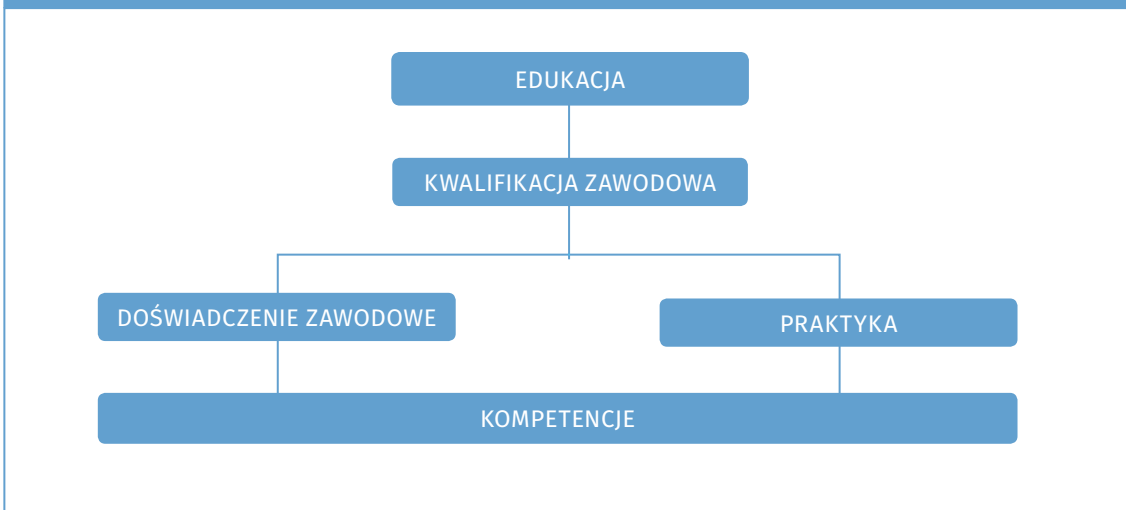 EDUKACJA
KWALIFIKACJA ZAWODOWA
DOŚWIADCZENIE ZAWODOWE
PRAKTYKA
KOMPETENCJE